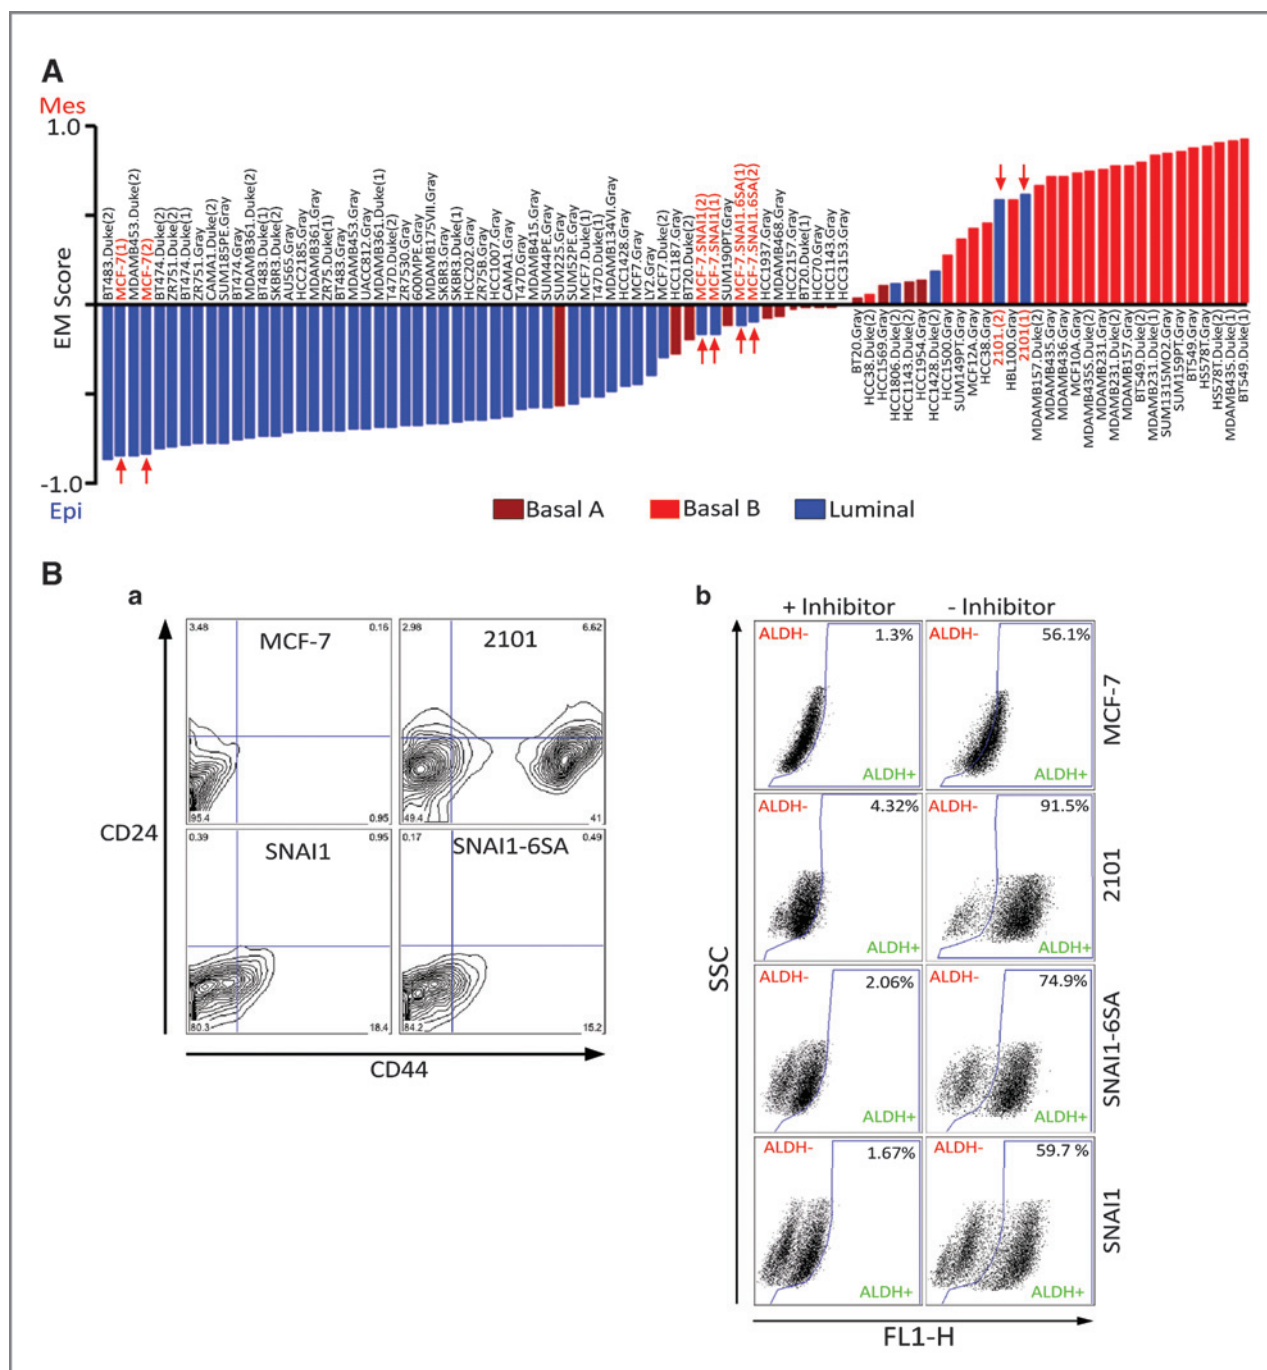 A
Mes
1.0
EM Score
-1.0
Epi
BT483.Duke(2)
MCF-7(1)
MDAMB453.Duke(2)
MCF-7(2)
BT474.Duke(2)
ZR751.Duke(2)
BT474.Duke(1)
ZR751.Gray
CAMA1.Duke(2)
SUM185PE.Gray
BT474.Gray
MDAMB361.Duke(2)
BT483.Duke(1)
SKBR3.Duke(2)
AU565.Gray
HCC2185.Gray
MDAMB361.Gray
ZR75.Duke(1)
BT483.Gray
MDAMB453.Gray
UACC812.Gray
MDAMB361.Duke(1)
T47D.Duke(2)
ZR7530.Gray
600MPE.Gray
MDAMB175VII.Gray
SKBR3.Gray
SKBR3.Duke(1)
HCC202.Gray
ZR75B.Gray
HCC1007.Gray
CAMA1.Gray
T47D.Gray
MDAMB415.Gray
SUM44PE.Gray
SUM225.Gray
SUM52PE.Gray
MCF7.Duke(1)
T47D.Duke(1)
MDAMB134VI.Gray
HCC1428.Gray
MCF7.Gray
LY2.Gray
MCF7.Duke(2)
HCC1187.Gray
BT20.Duke(2)
MCF-7.SNAI1(2)
MCF-7.SNAI1(1)
SUM190PT.Gray
MCF-7.SNAI1.6SA(1)
MCF-7.SNAI1.6SA(2)
HCC1937.Gray
MDAMB468.Gray
HCC2157.Gray
BT20.Duke(1)
HCC70.Gray
HCC1143.Gray
HCC3153.Gray
BT20.Gray
HCC38.Duke(2)
HCC1569.Gray
HCC1806.Duke(2)
HCC1143.Duke(2)
HCC1954.Gray
HCC1428.Duke(2)
HCC1500.Gray
SUM149PT.Gray
MCF12A.Gray
HCC38.Gray
2101.(2)
HBL100.Gray
2101(1)
MDAMB157.Duke(2)
MDAMB435.Gray
MDAMB436.Gray
MCF10A.Gray
MDAMB435S.Duke(2)
MDAMB231.Gray
MDAMB231.Duke(2)
MDAMB157.Gray
BT549.Duke(2)
MDAMB231.Duke(1)
SUM1315MO2.Gray
SUM159PT.Gray
BT549.Gray
HS578T.Gray
HS578T.Duke(2)
MDAMB435.Duke(1)
BT549.Duke(1)
Basal A
Basal B
Luminal
B
a
CD24
3.48
0.16
MCF-7
95.4
0.95
2.98
6.62
2101
49.4
41
0.39
0.95
SNAI1
80.3
18.4
0.17
0.49
SNAI1-6SA
84.2
15.2
CD44
b
+ Inhibitor
- Inhibitor
SSC
ALDH-
1.3%
ALDH+
ALDH-
56.1%
ALDH+
MCF-7
ALDH-
4.32%
ALDH+
ALDH-
91.5%
ALDH+
2101
ALDH-
2.06%
ALDH+
ALDH-
74.9%
ALDH+
SNAI1-6SA
ALDH-
1.67%
ALDH+
ALDH-
59.7 %
ALDH+
SNAI1
FL1-H